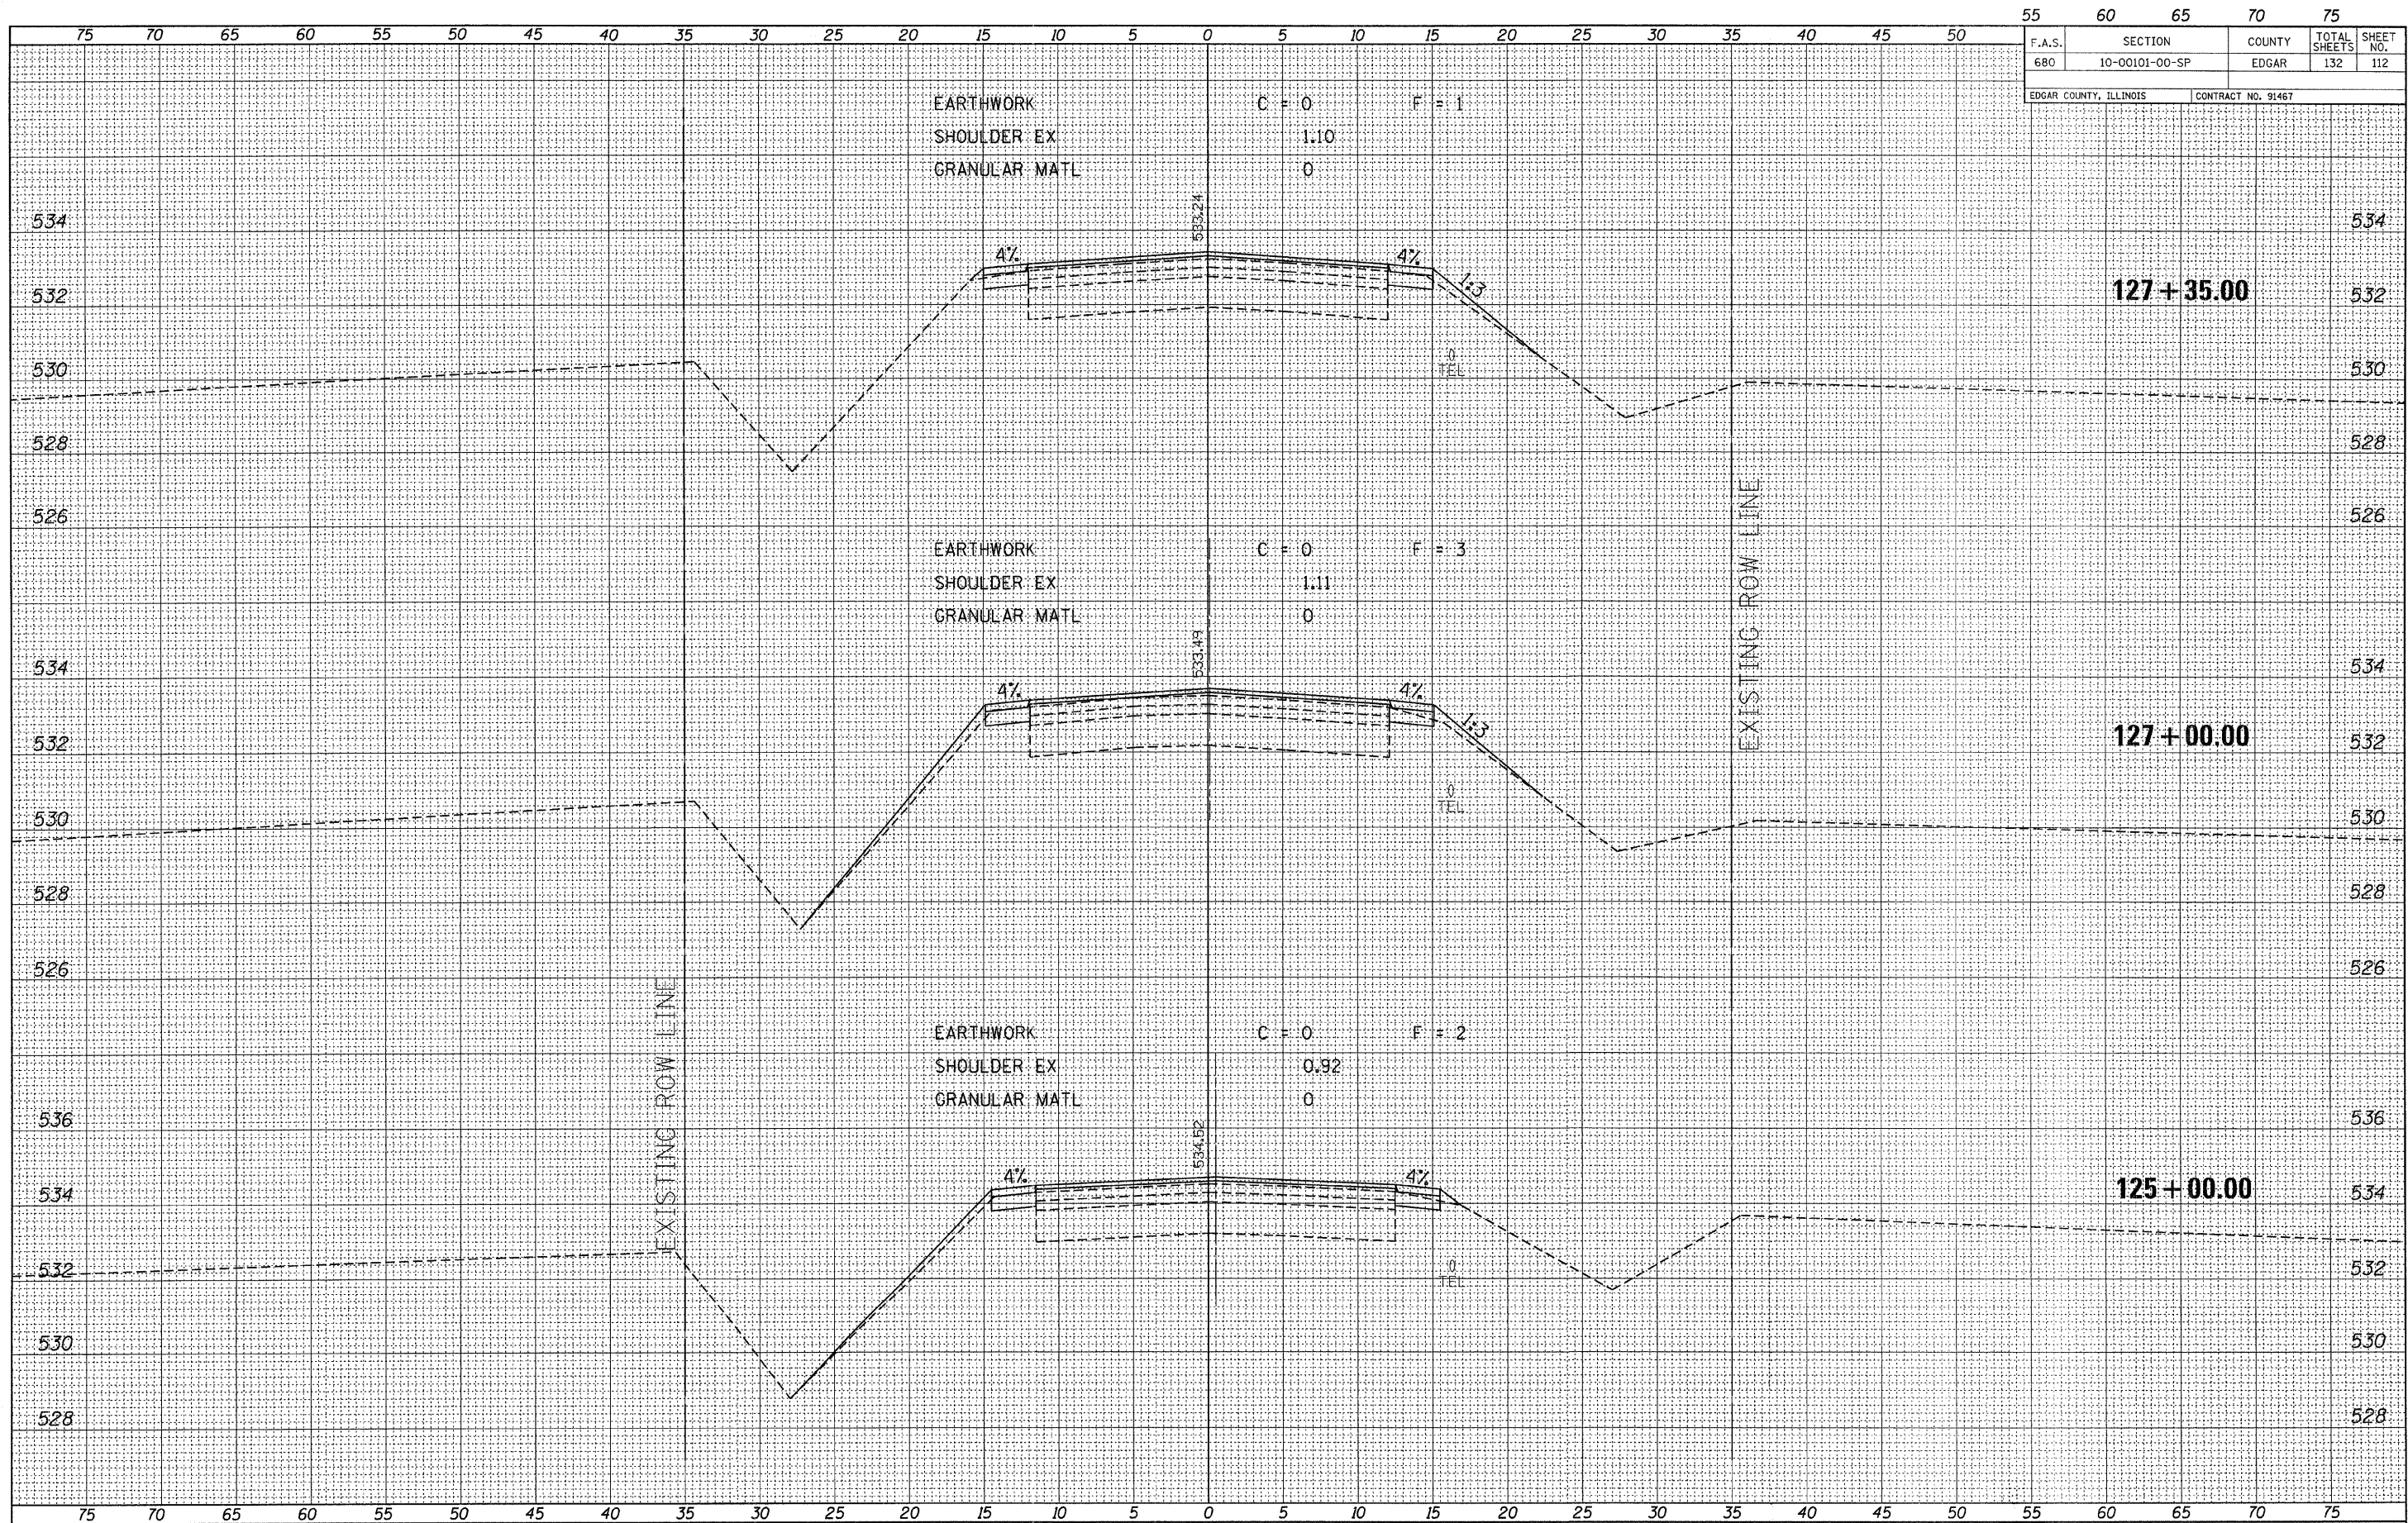 55 60 65 70 75
75 70 65 60 55 50 45 40 35 30 25 20 15 10 5 0 5 10 15 20 25 30 35 40 45 50
F.A.S. SECTION COUNTY TOTAL SHEETS SHEET NO.
680 10-00101-00-SP EDGAR 132 112
EDGAR COUNTY, ILLINOIS CONTRACT NO. 91467
EARTHWORK C = 0 F = 1
SHOULDER EX 1.10
GRANULAR MATL 0
533.24
534 534
4% 4%
1:3
532 127+35.00 532
0
TEL
530 530
528 528
526 526
EXISTING ROW LINE
EARTHWORK C = 0 F = 3
SHOULDER EX 1.11
GRANULAR MATL 0
533.49
534 534
4% 4%
1:3
532 127+00.00 532
0
TEL
530 530
528 528
526 526
EXISTING ROW LINE
EARTHWORK C = 0 F = 2
SHOULDER EX 0.92
GRANULAR MATL 0
534.52
536 536
4% 4%
534 125+00.00 534
0
TEL
532 532
530 530
528 528
75 70 65 60 55 50 45 40 35 30 25 20 15 10 5 0 5 10 15 20 25 30 35 40 45 50 55 60 65 70 75